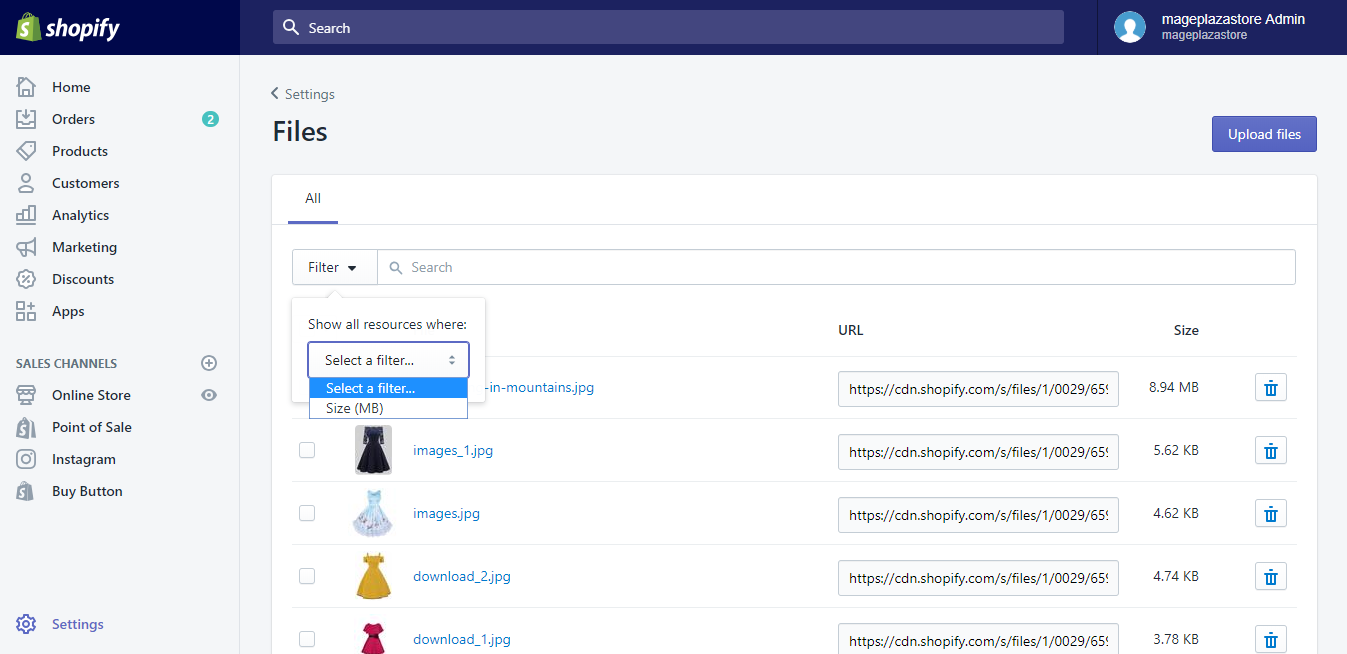 shopify
Search
mageplazastore Admin
mageplazastore
Home
Orders 2
Products
Customers
Analytics
Marketing
Discounts
Apps
SALES CHANNELS
Online Store
Point of Sale
Instagram
Buy Button
Settings
Settings
Files
Upload files
All
Filter
Search
Show all resources where:
Select a filter...
Select a filter...
Size (MB)
URL Size
-in-mountains.jpg https://cdn.shopify.com/s/files/1/0029/659 8.94 MB
images_1.jpg https://cdn.shopify.com/s/files/1/0029/659 5.62 KB
images.jpg https://cdn.shopify.com/s/files/1/0029/659 4.62 KB
download_2.jpg https://cdn.shopify.com/s/files/1/0029/659 4.74 KB
download_1.jpg https://cdn.shopify.com/s/files/1/0029/659 3.78 KB